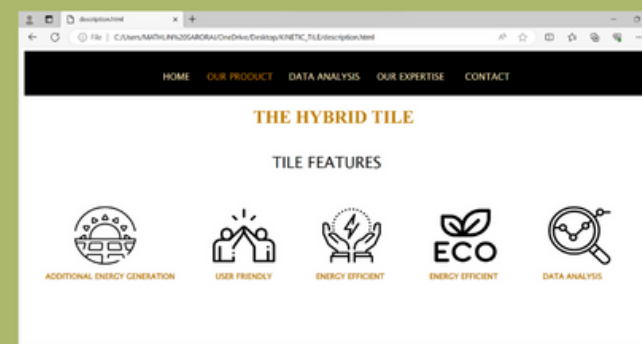 description.html
File | C:/Users/MATHLIN%20SARORAI/OneDrive/Desktop/KINETIC_TILE/description.html
HOME OUR PRODUCT DATA ANALYSIS OUR EXPERTISE CONTACT
THE HYBRID TILE
TILE FEATURES
ECO
ADDITIONAL ENERGY GENERATION USER FRIENDLY ENERGY EFFICIENT ENERGY EFFICIENT DATA ANALYSIS